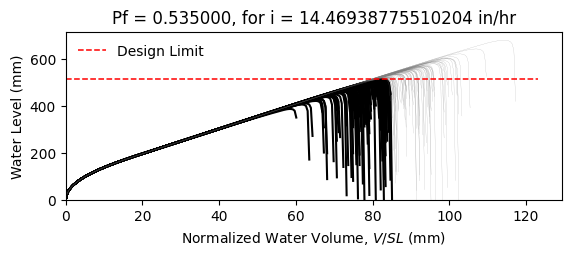 Pf = 0.535000, for i = 14.46938775510204 in/hr
Design Limit
Water Level (mm)
600
400
200
0
0 20 40 60 80 100 120
Normalized Water Volume, V/SL (mm)